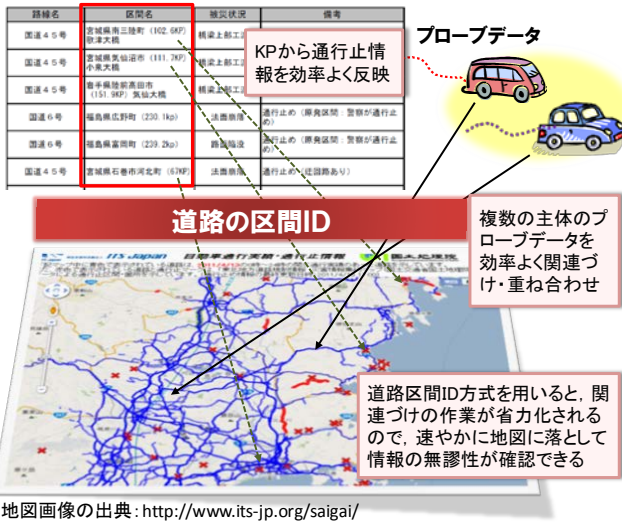 路線名 区間名 被災状況 備考
国道45号 宮城県南三陸町 (102.6KP) 歌津大橋 橋梁上部工
国道45号 宮城県気仙沼市 (111.7KP) 小泉大橋 橋梁上部工
国道45号 岩手県陸前高田市 (151.9KP) 気仙大橋 橋梁上部工
国道6号 福島県広野町 (230.1kp) 法面崩落 通行止め (原発区間:警察が通行止め)
国道6号 福島県富岡町 (239.2kp) 路面陥没 通行止め (原発区間:警察が通行止め)
国道45号 宮城県石巻市河北町 (67KP) 法面崩落 通行止め (迂回路あり)
KPから通行止情
報を効率よく反映
プローブデータ
道路の区間ID
複数の主体のプ
ローブデータを
効率よく関連づ
け・重ね合わせ
ITS Japan 自動車通行実績・通行止情報 国土地理院
道路区間ID方式を用いると,関
連づけの作業が省力化される
ので,速やかに地図に落として
情報の無謬性が確認できる
地図画像の出典:http://www.its-jp.org/saigai/